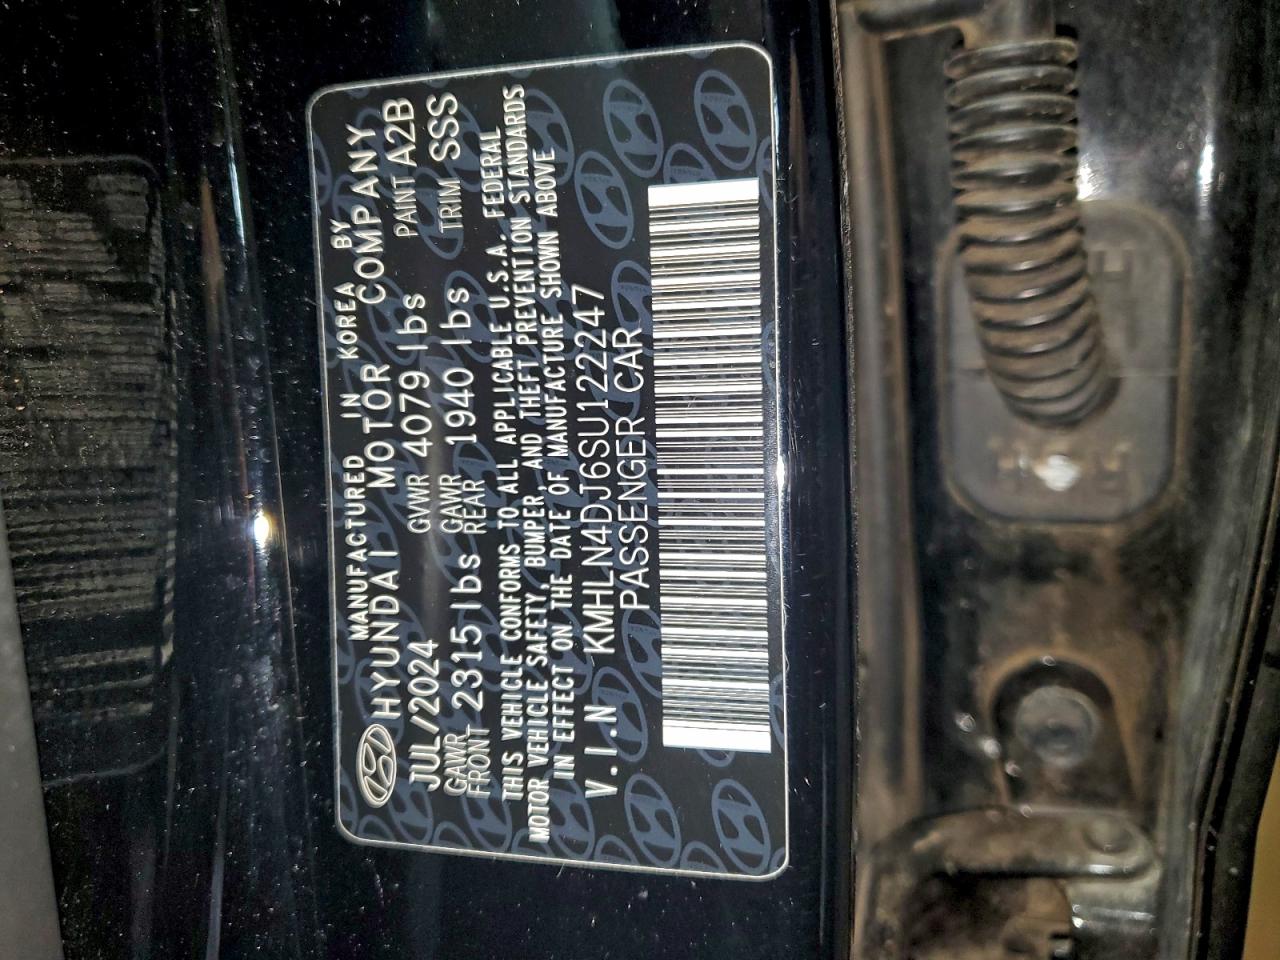 MANUFACTURED IN KOREA BY
HYUNDAI MOTOR COMPANY
JUL/2024 GVWR 4079 lbs PAINT A2B
GAWR FRONT 2315 lbs GAWR REAR 1940 lbs TRIM SSS
THIS VEHICLE CONFORMS TO ALL APPLICABLE U.S.A. FEDERAL
MOTOR VEHICLE SAFETY, BUMPER, AND THEFT PREVENTION STANDARDS
IN EFFECT ON THE DATE OF MANUFACTURE SHOWN ABOVE
V.I.N KMHLN4DJ6SU122247
PASSENGER CAR